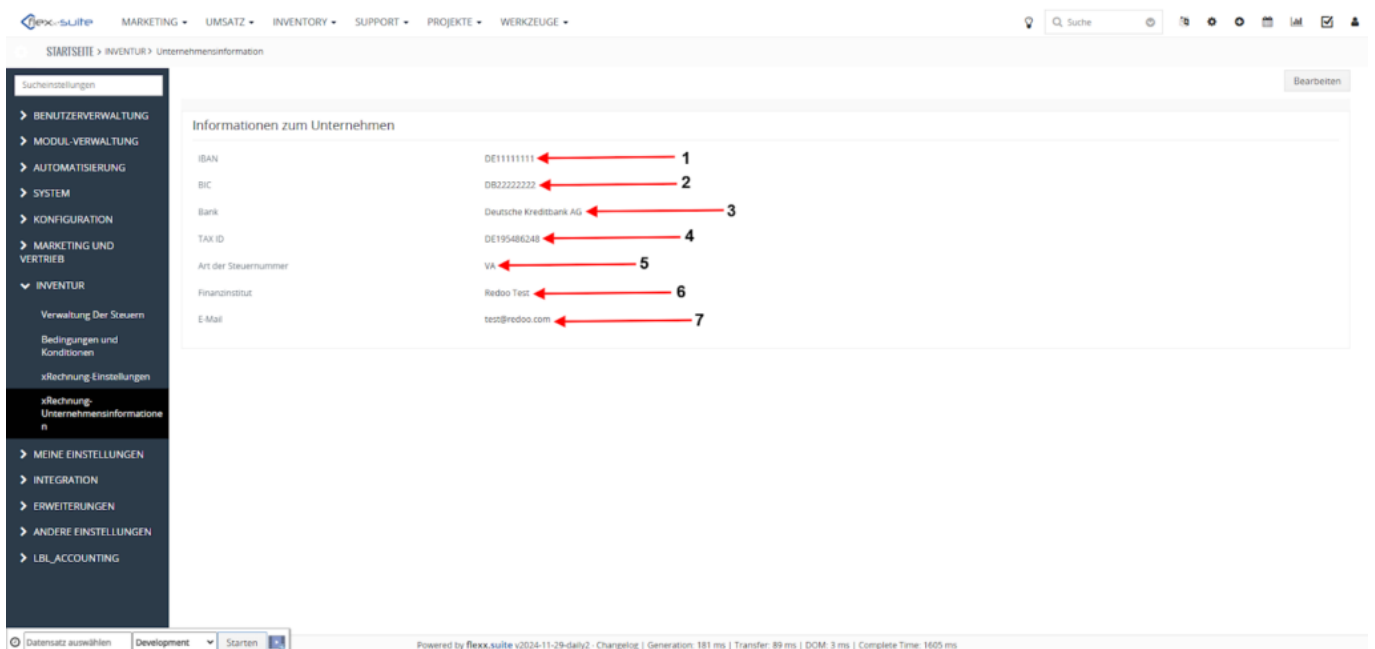 flexx.suite MARKETING UMSATZ INVENTORY SUPPORT PROJEKTE WERKZEUGE Suche
STARTSEITE > INVENTUR > Unternehmensinformation
Sucheinstellungen
Bearbeiten
BENUTZERVERWALTUNG
MODUL-VERWALTUNG
AUTOMATISIERUNG
SYSTEM
KONFIGURATION
MARKETING UND
VERTRIEB
INVENTUR
Verwaltung Der Steuern
Bedingungen und
Konditionen
xRechnung-Einstellungen
xRechnung-
Unternehmensinformatione
n
MEINE EINSTELLUNGEN
INTEGRATION
ERWEITERUNGEN
ANDERE EINSTELLUNGEN
LBL_ACCOUNTING
Informationen zum Unternehmen
IBAN DE11111111 1
BIC DB22222222 2
Bank Deutsche Kreditbank AG 3
TAX ID DE195486248 4
Art der Steuernummer VA 5
Finanzinstitut Redoo Test 6
E-Mail test@redoo.com 7
Datensatz auswählen Development Starten
Powered by flexx.suite v2024-11-29-daily2 - Changelog | Generation: 181 ms | Transfer: 89 ms | DOM: 3 ms | Complete Time: 1605 ms